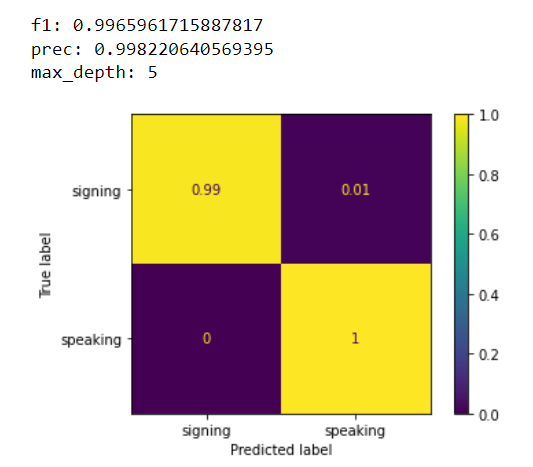 f1: 0.9965961715887817
prec: 0.998220640569395
max_depth: 5
1.0
signing 0.99 0.01
0.8
0.6
True label
0.4
speaking 0 1
0.2
0.0
signing speaking
Predicted label